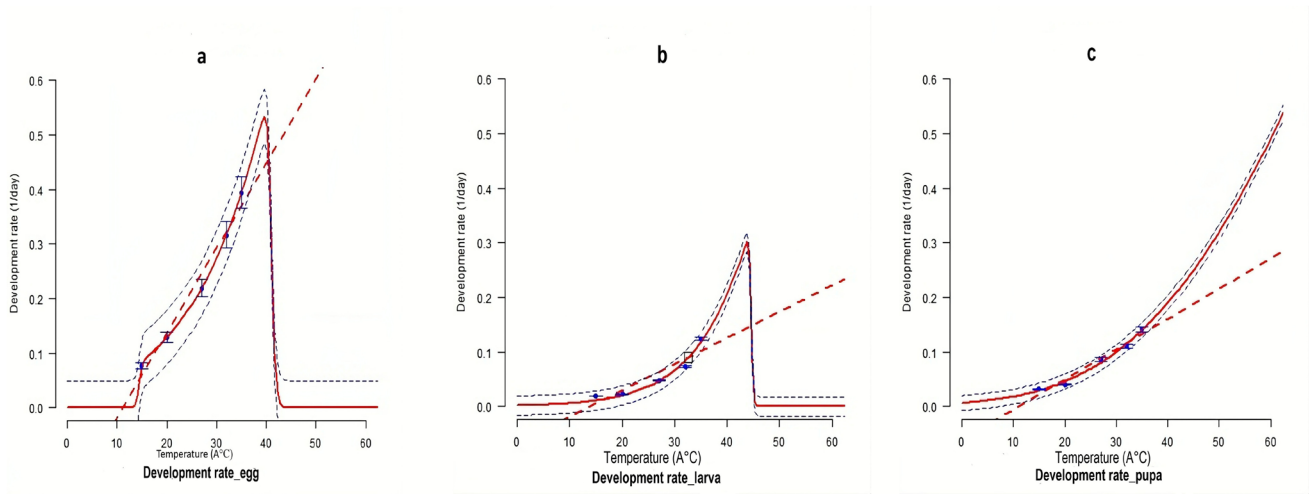 a
b
c
0.6
0.5
0.4
0.3
0.2
0.1
0.0
Development rate (1/day)
0 10 20 30 40 50 60
Temperature (A°C)
Development rate_egg
0.6
0.5
0.4
0.3
0.2
0.1
0.0
Development rate (1/day)
0 10 20 30 40 50 60
Temperature (A°C)
Development rate_larva
0.6
0.5
0.4
0.3
0.2
0.1
0.0
Development rate (1/day)
0 10 20 30 40 50 60
Temperature (A°C)
Development rate_pupa